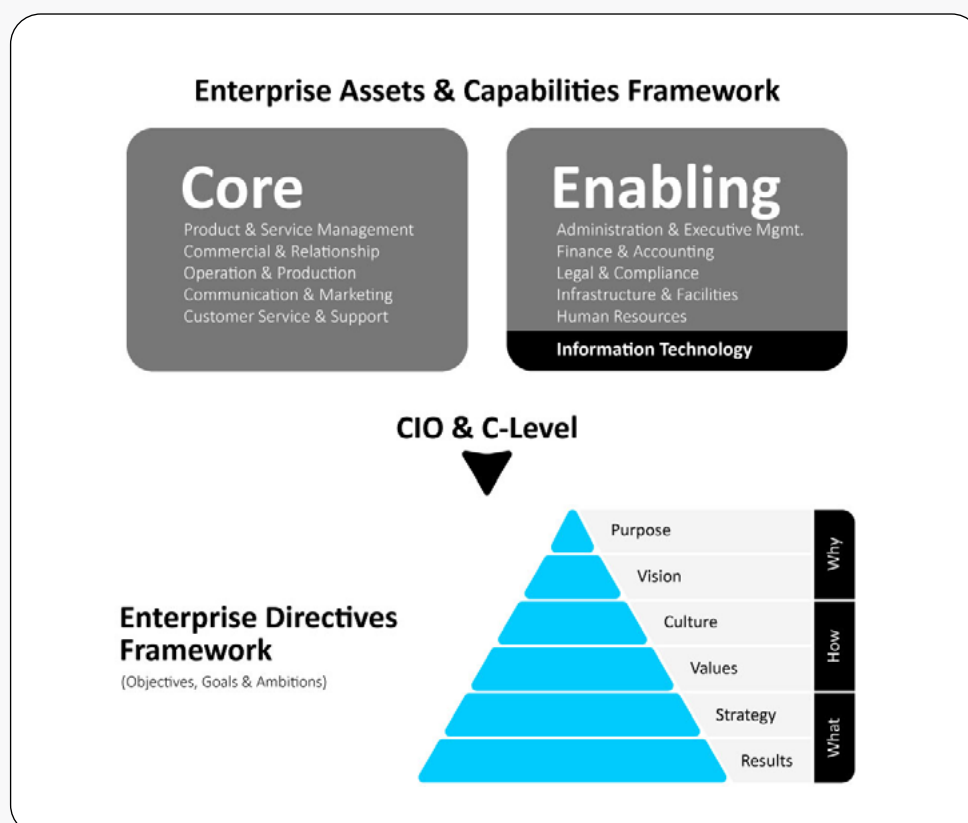 Enterprise Assets & Capabilities Framework
Core
Product & Service Management
Commercial & Relationship
Operation & Production
Communication & Marketing
Customer Service & Support
Enabling
Administration & Executive Mgmt.
Finance & Accounting
Legal & Compliance
Infrastructure & Facilities
Human Resources
Information Technology
CIO & C-Level
Enterprise Directives
Framework
(Objectives, Goals & Ambitions)
Purpose
Vision
Culture
Values
Strategy
Results
Why
How
What